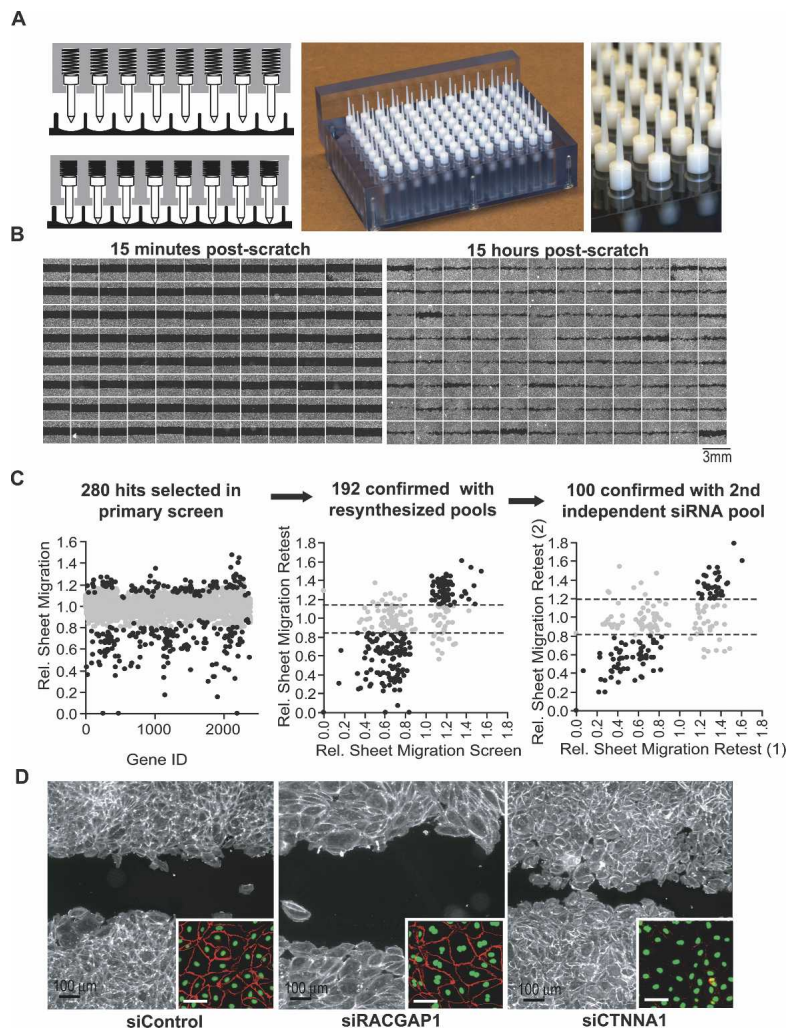 A
B
15 minutes post-scratch
15 hours post-scratch
3mm
C
280 hits selected in
primary screen
192 confirmed with
resynthesized pools
100 confirmed with 2nd
independent siRNA pool
Rel. Sheet Migration
1.6
1.4
1.2
1.0
0.8
0.6
0.4
0.2
0.0
0
1000
2000
Gene ID
Rel. Sheet Migration Retest
1.8
1.6
1.4
1.2
1.0
0.8
0.6
0.4
0.2
0.0
0.0
0.2
0.4
0.6
0.8
1.0
1.2
1.4
1.6
1.8
Rel. Sheet Migration Screen
Rel. Sheet Migration Retest (2)
1.8
1.6
1.4
1.2
1.0
0.8
0.6
0.4
0.2
0.0
0.0
0.2
0.4
0.6
0.8
1.0
1.2
1.4
1.6
1.8
Rel. Sheet Migration Retest (1)
D
100 µm
100 µm
100 µm
siControl
siRACGAP1
siCTNNA1